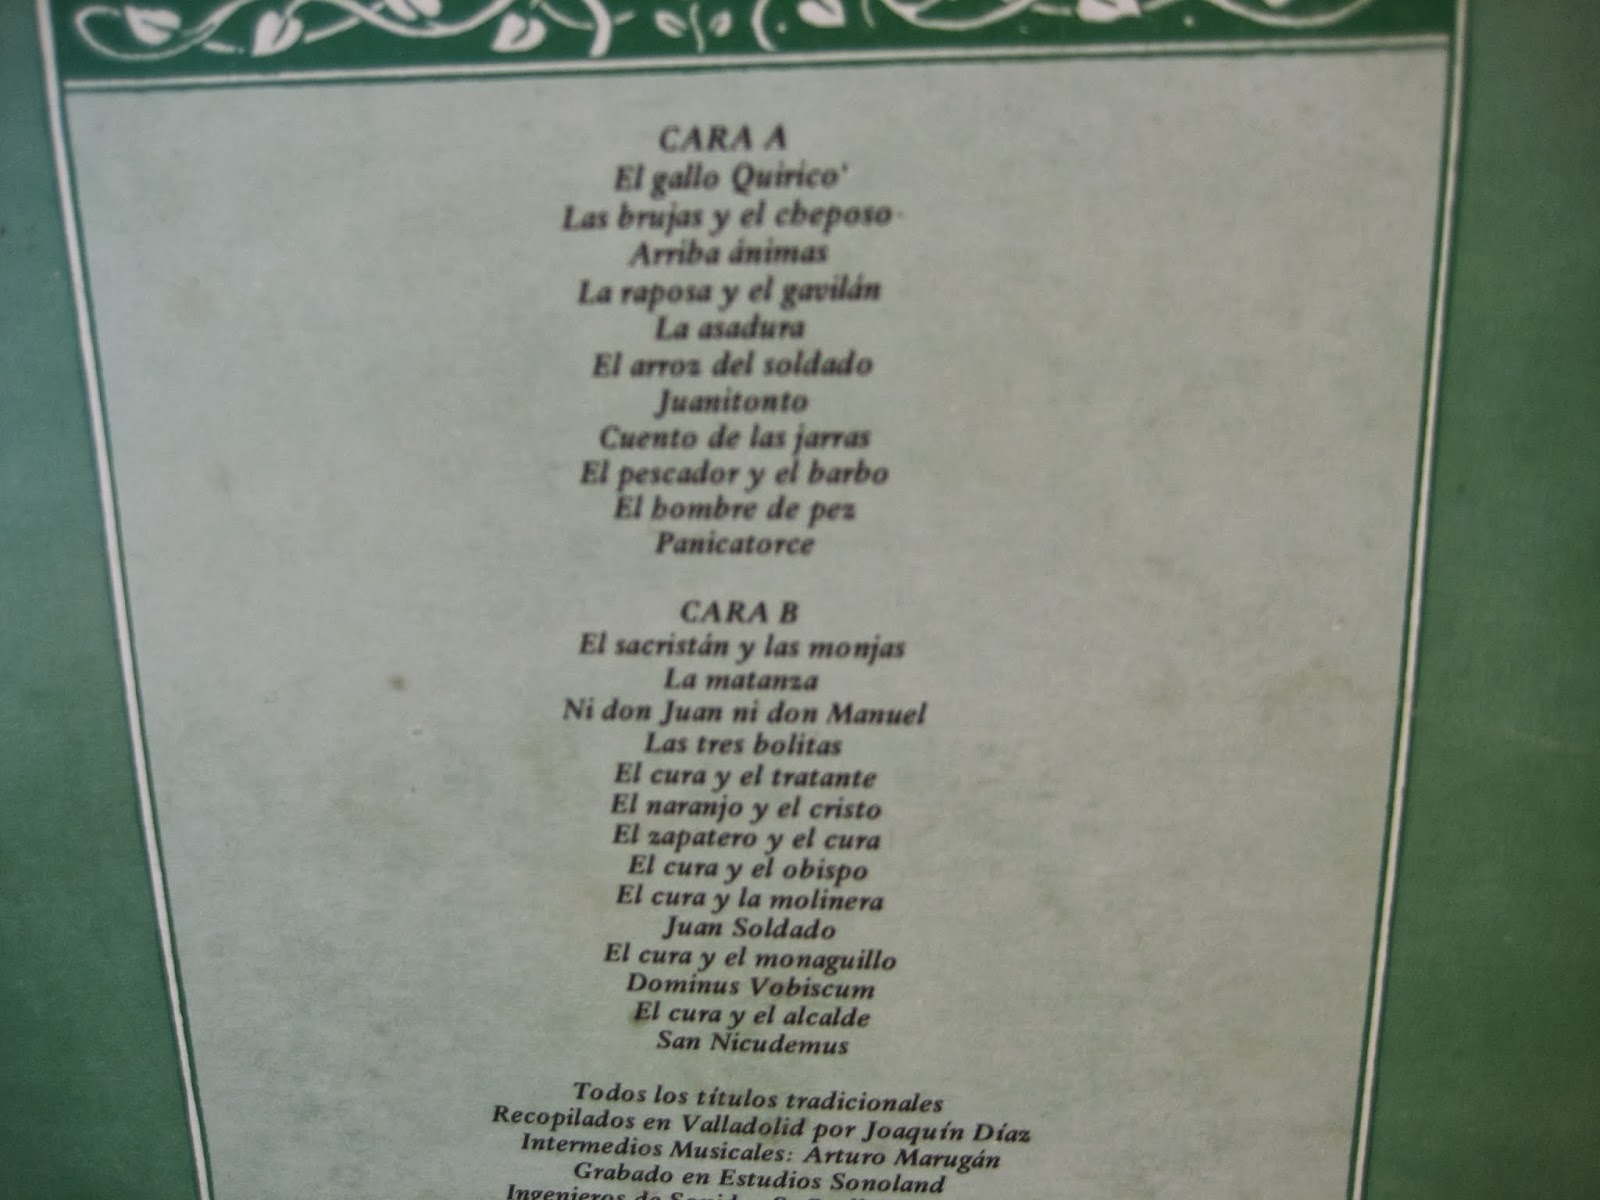 CARA A
El gallo Quirico'
Las brujas y el cheposo
Arriba ánimas
La raposa y el gavilán
La asadura
El arroz del soldado
Juanitonto
Cuento de las jarras
El pescador y el barbo
El hombre de pez
Panicatorce
CARA B
El sacristán y las monjas
La matanza
Ni don Juan ni don Manuel
Las tres bolitas
El cura y el tratante
El naranjo y el cristo
El zapatero y el cura
El cura y el obispo
El cura y la molinera
Juan Soldado
El cura y el monaguillo
Dominus Vobiscum
El cura y el alcalde
San Nicudemus
Todos los títulos tradicionales
Recopilados en Valladolid por Joaquín Díaz
Intermedios Musicales: Arturo Marugán
Grabado en Estudios Sonoland
Ingenieros de